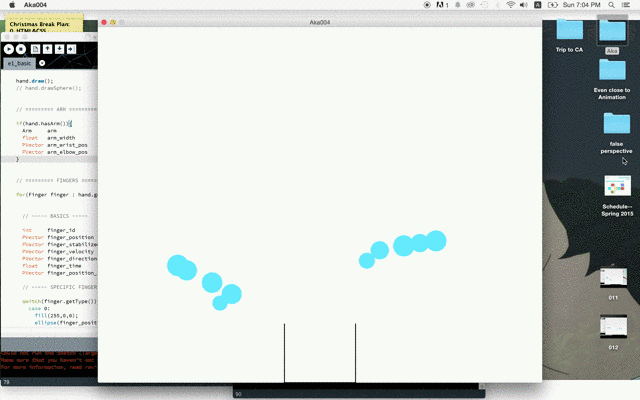 Aka004
1
Sun 7:04 PM
Christmas Break Plan:
0. HTML&CSS
Aka004
e1_basic
hand.draw();
// hand.drawSphere();
// ========= ARM =========
if(hand.hasArm()){
Arm arm
float arm_width
PVector arm_wrist_pos
PVector arm_elbow_pos
}
// ========= FINGERS
for(Finger finger : hand.g
// ----- BASICS -----
int finger_id
PVector finger_position
PVector finger_stabilize
PVector finger_velocity
PVector finger_direction
float finger_time
PVector finger_position_
// ----- SPECIFIC FINGER
switch(finger.getType())
case 0:
fill(255,0,0);
ellipse(finger_posit
79
90
Trip to CA
Aka
Even close to
Animation
false
perspective
Schedule--
Spring 2015
011
012